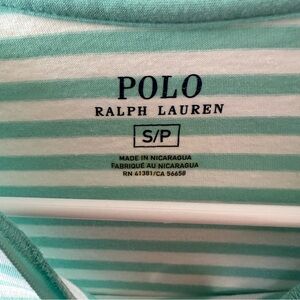 POLO
RALPH LAUREN
S/P
MADE IN NICARAGUA
FABRIQUÉ AU NICARAGUA
RN 41381/CA 56658